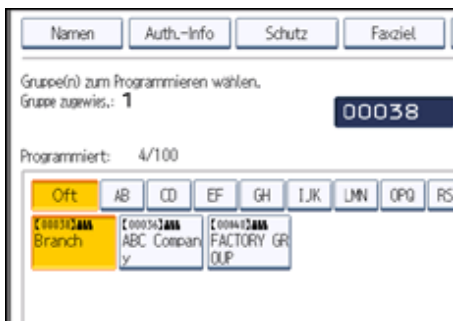 Namen Auth.-Info Schutz Faxziel
Gruppe(n) zum Programmieren wählen.
Gruppe zugewies.: 1
00038
Programmiert: 4/100
Oft AB CD EF GH IJK LMN OPQ RS
[00038] [00036] [00040]
Branch ABC Compan FACTORY GR
y OUP